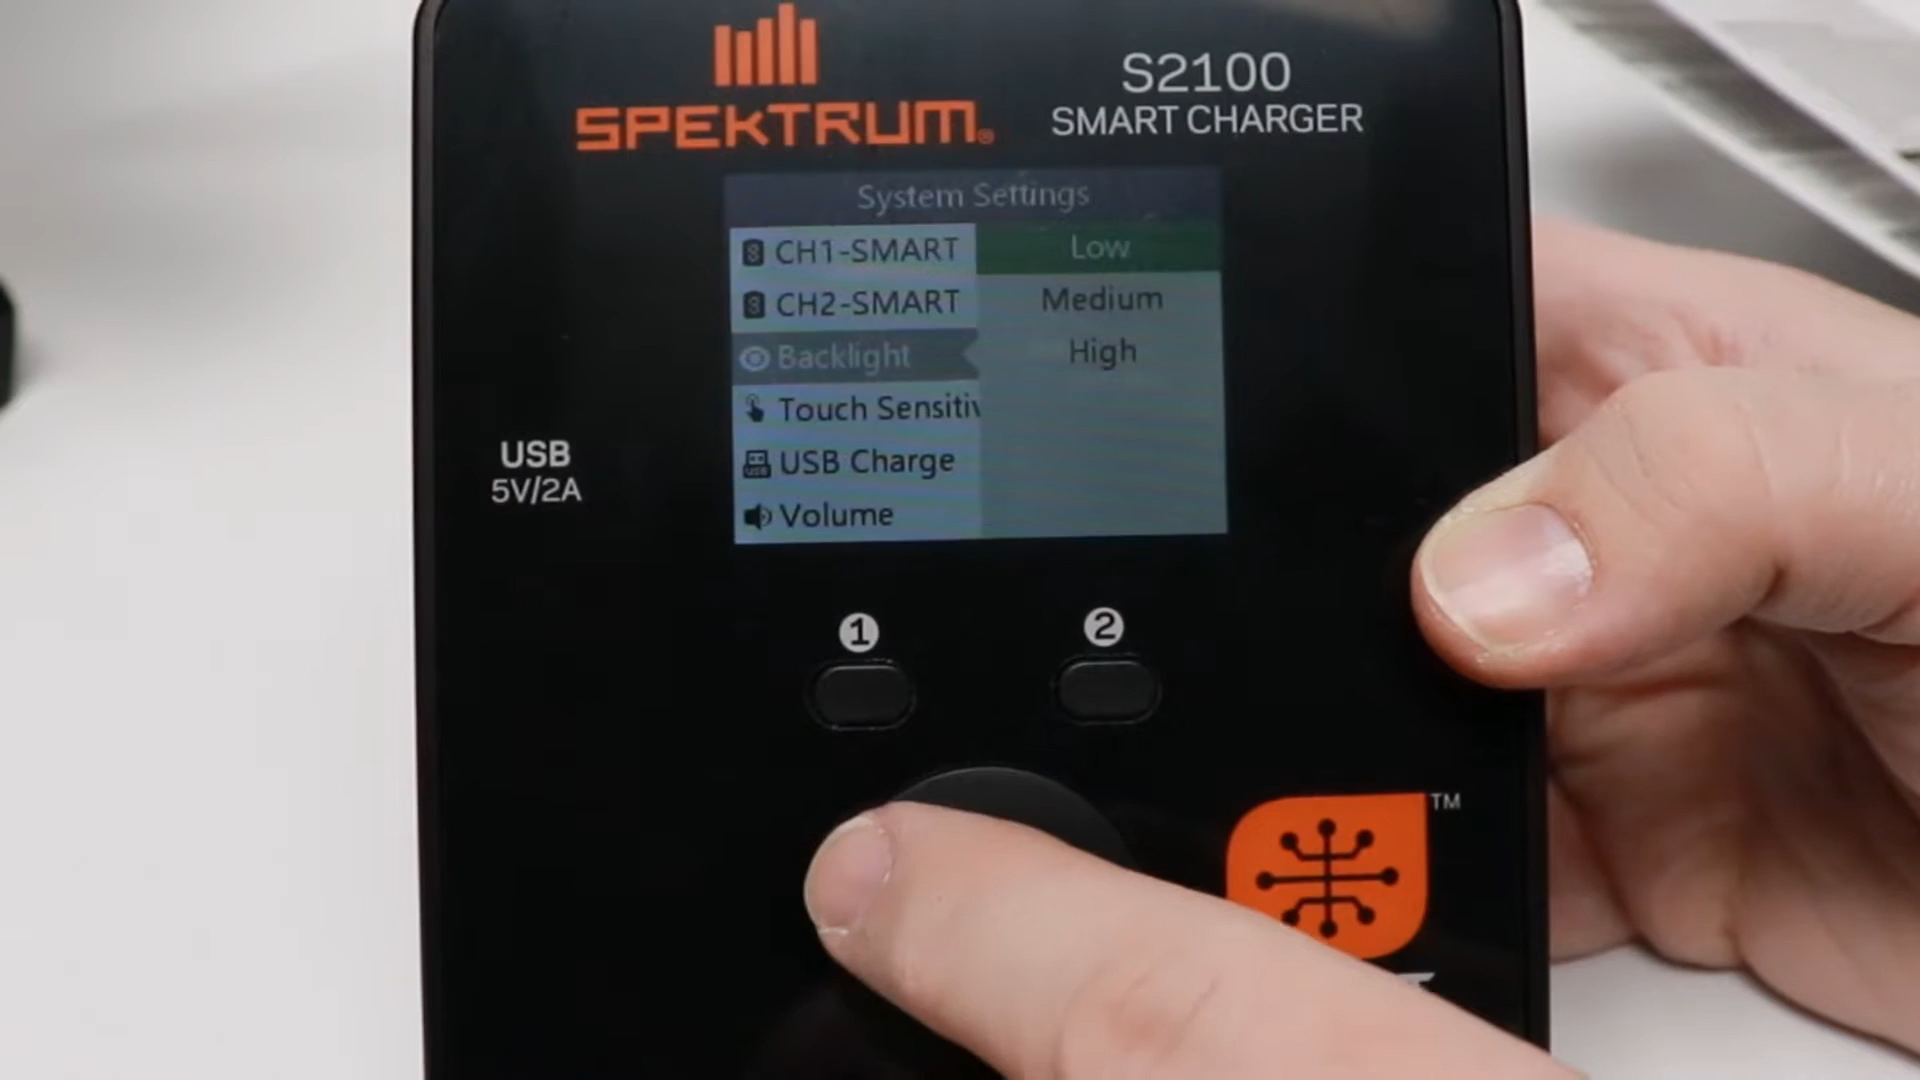 SPEKTRUM®
S2100
SMART CHARGER
System Settings
CH1-SMART
CH2-SMART
Backlight
Touch Sensitiv
USB Charge
Volume
Low
Medium
High
USB
5V/2A
1
2
TM